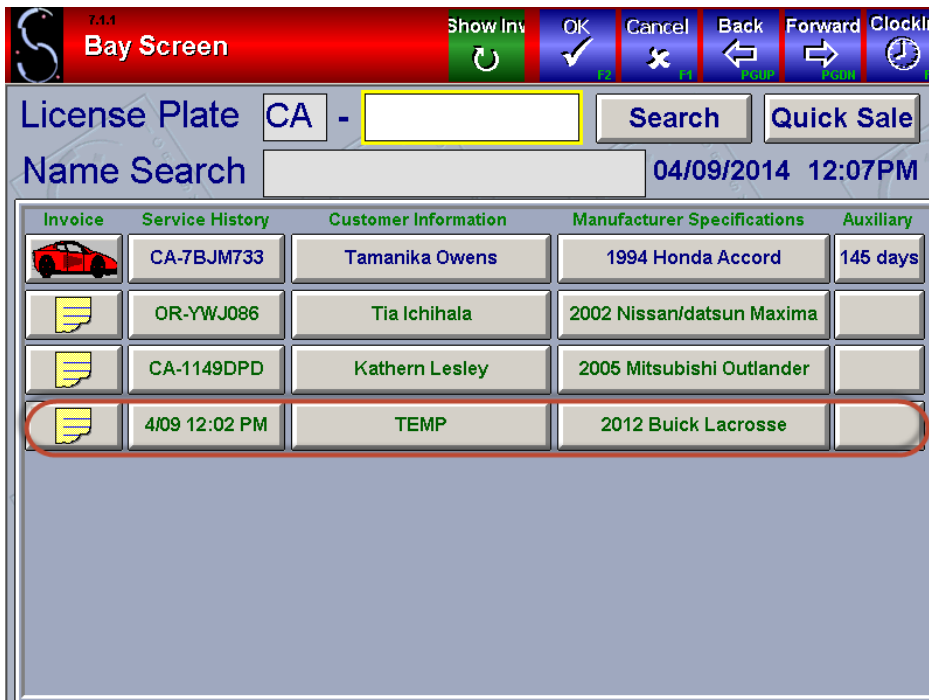 7.1.1
Bay Screen
Show Inv
OK
F2
Cancel
F1
Back
PGUP
Forward
PGDN
ClockI
License Plate CA - Search Quick Sale
Name Search 04/09/2014 12:07PM
Invoice Service History Customer Information Manufacturer Specifications Auxiliary
CA-7BJM733 Tamanika Owens 1994 Honda Accord 145 days
OR-YWJ086 Tia Ichihala 2002 Nissan/datsun Maxima
CA-1149DPD Kathern Lesley 2005 Mitsubishi Outlander
4/09 12:02 PM TEMP 2012 Buick Lacrosse